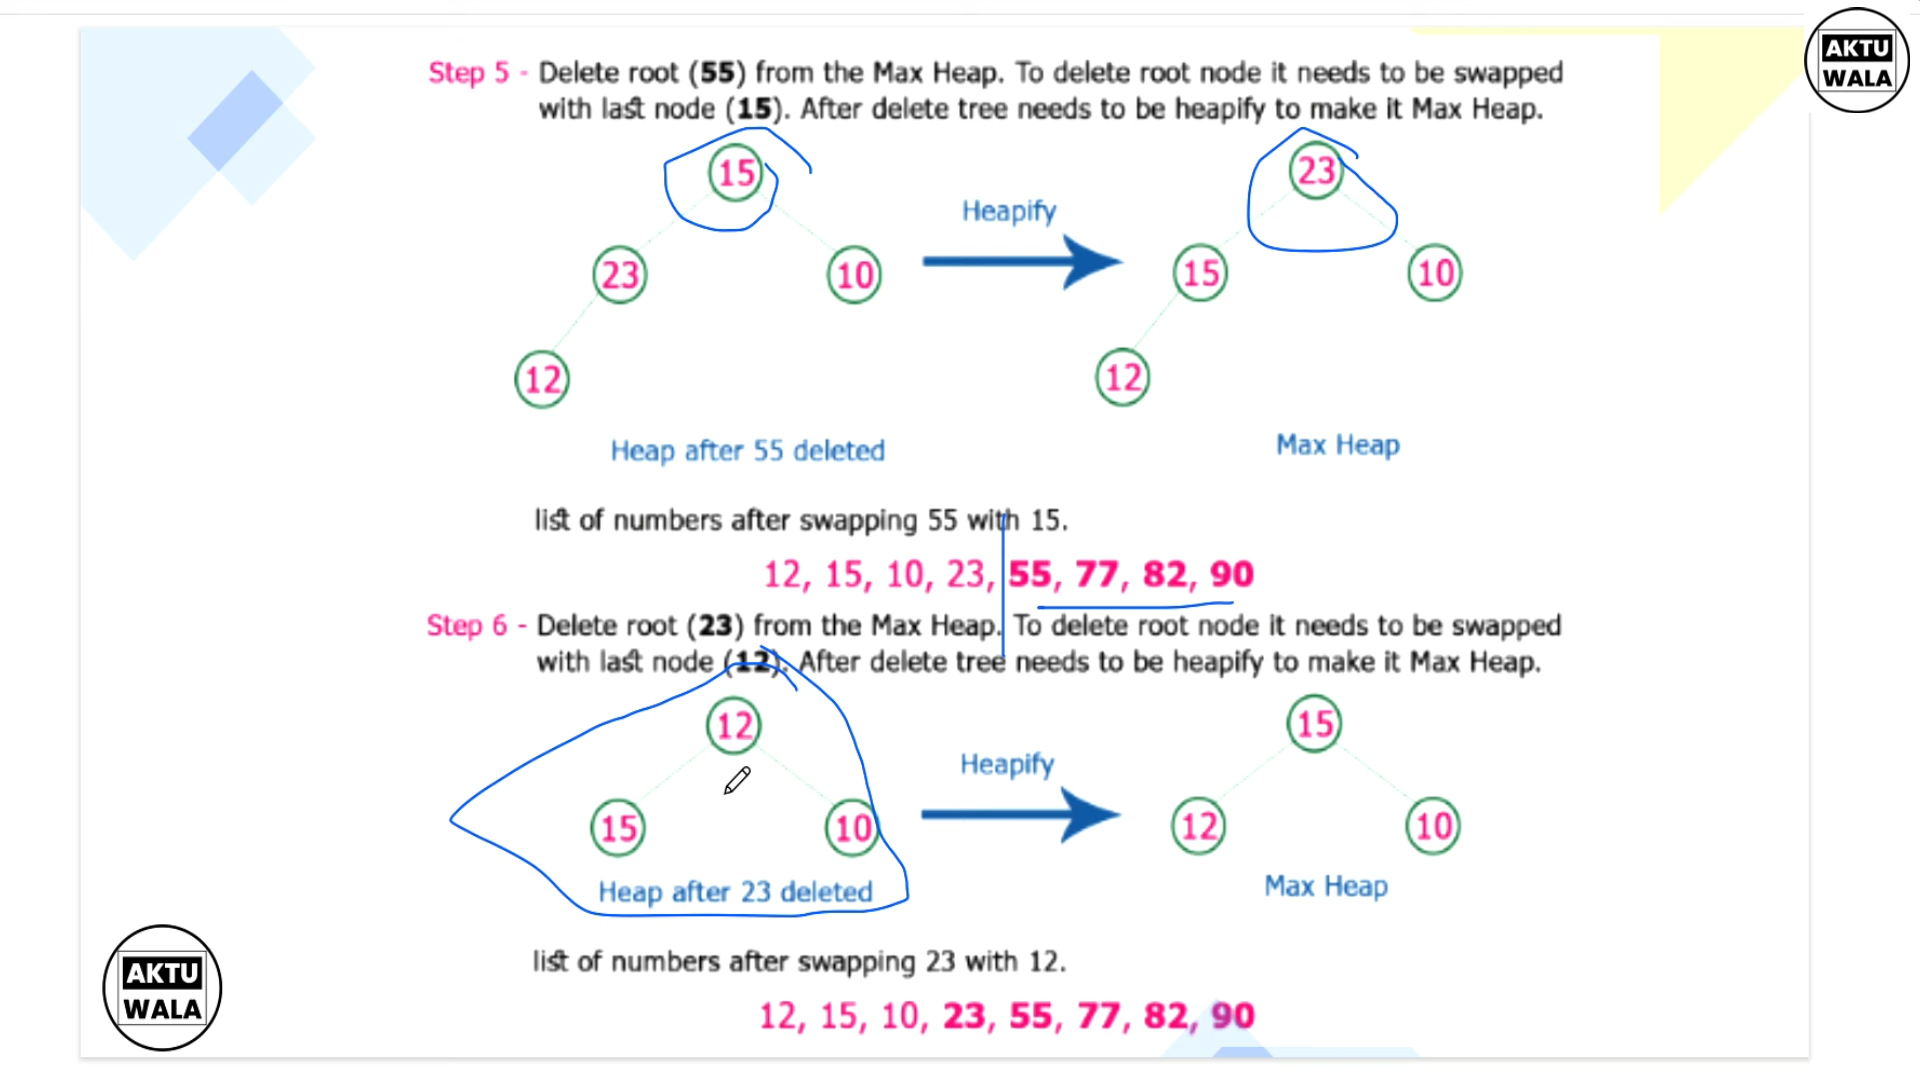 AKTU
WALA
Step 5 - Delete root (55) from the Max Heap. To delete root node it needs to be swapped
with last node (15). After delete tree needs to be heapify to make it Max Heap.
15
23
23
10
Heapify
15
10
12
12
Heap after 55 deleted
Max Heap
list of numbers after swapping 55 with 15.
12, 15, 10, 23, 55, 77, 82, 90
Step 6 - Delete root (23) from the Max Heap. To delete root node it needs to be swapped
with last node (12). After delete tree needs to be heapify to make it Max Heap.
12
15
15
10
Heapify
12
10
Heap after 23 deleted
Max Heap
list of numbers after swapping 23 with 12.
12, 15, 10, 23, 55, 77, 82, 90
AKTU
WALA